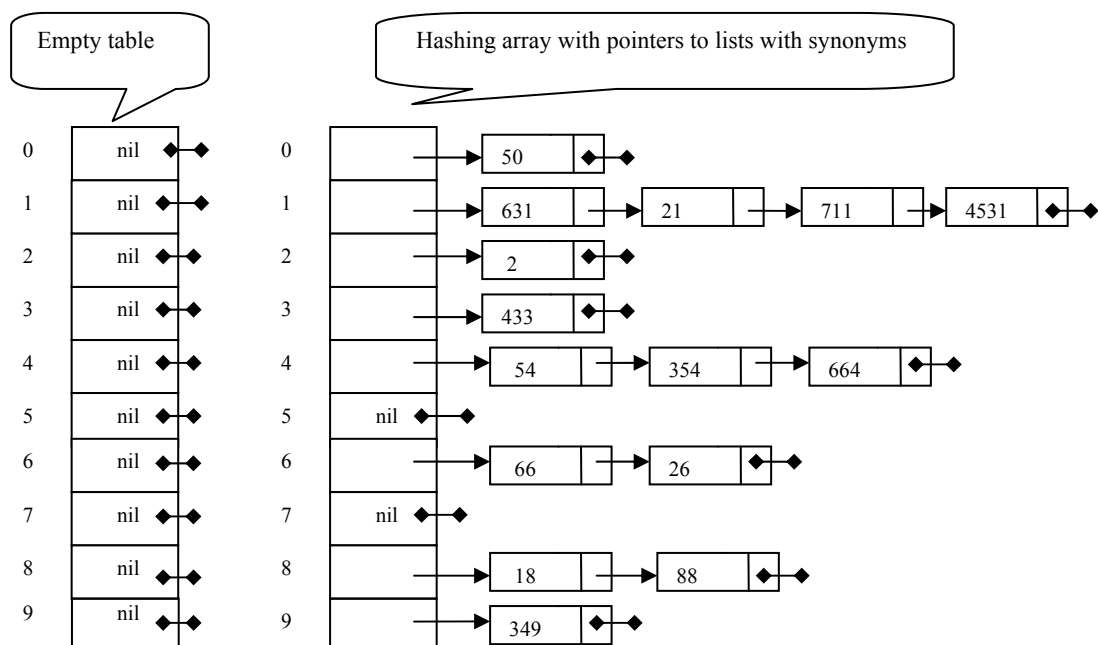 Empty table
Hashing array with pointers to lists with synonyms
0 nil 0 50
1 nil 1 631 21 711 4531
2 nil 2 2
3 nil 3 433
4 nil 4 54 354 664
5 nil 5 nil
6 nil 6 66 26
7 nil 7 nil
8 nil 8 18 88
9 nil 9 349